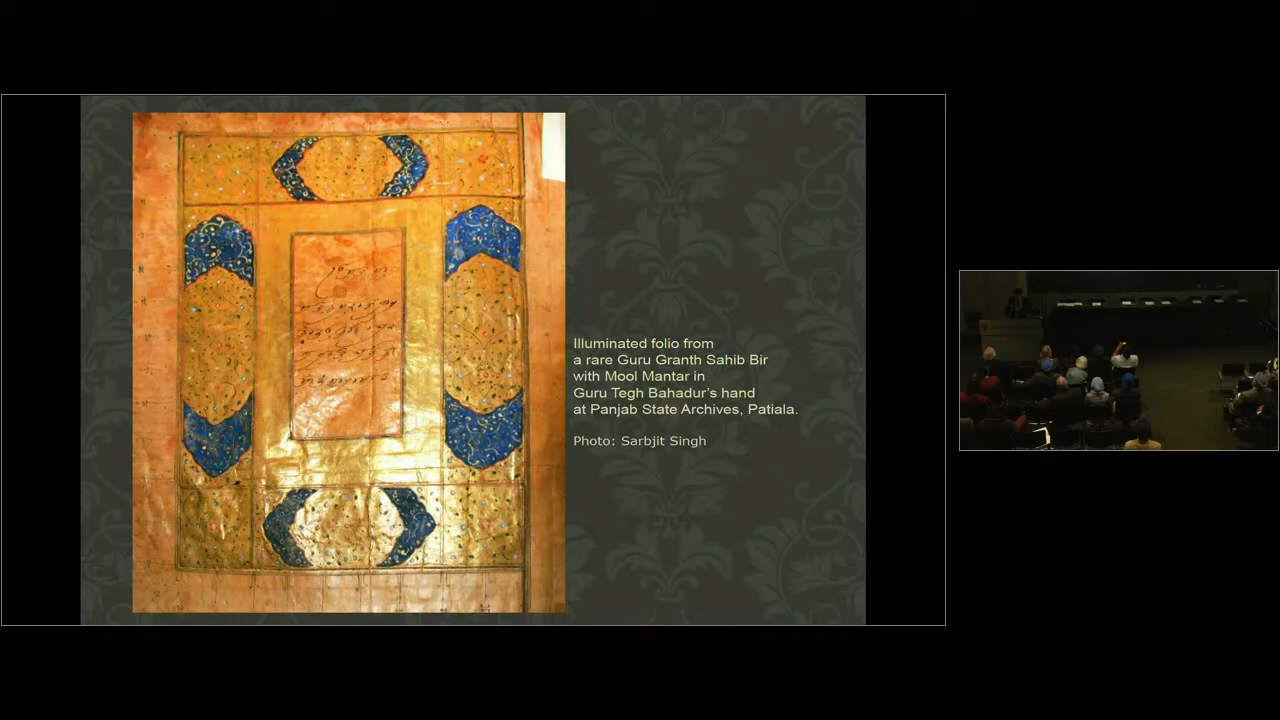 Illuminated folio from
a rare Guru Granth Sahib Bir
with Mool Mantar in
Guru Tegh Bahadur's hand
at Panjab State Archives, Patiala.
Photo: Sarbjit Singh